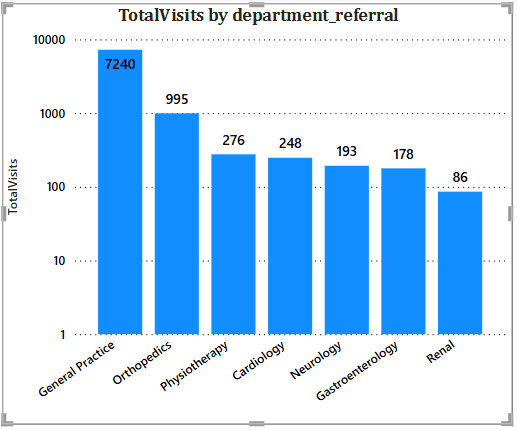 TotalVisits by department_referral
10000
1000
100
10
1
TotalVisits
7240
995
276
248
193
178
86
General Practice
Orthopedics
Physiotherapy
Cardiology
Neurology
Gastroenterology
Renal